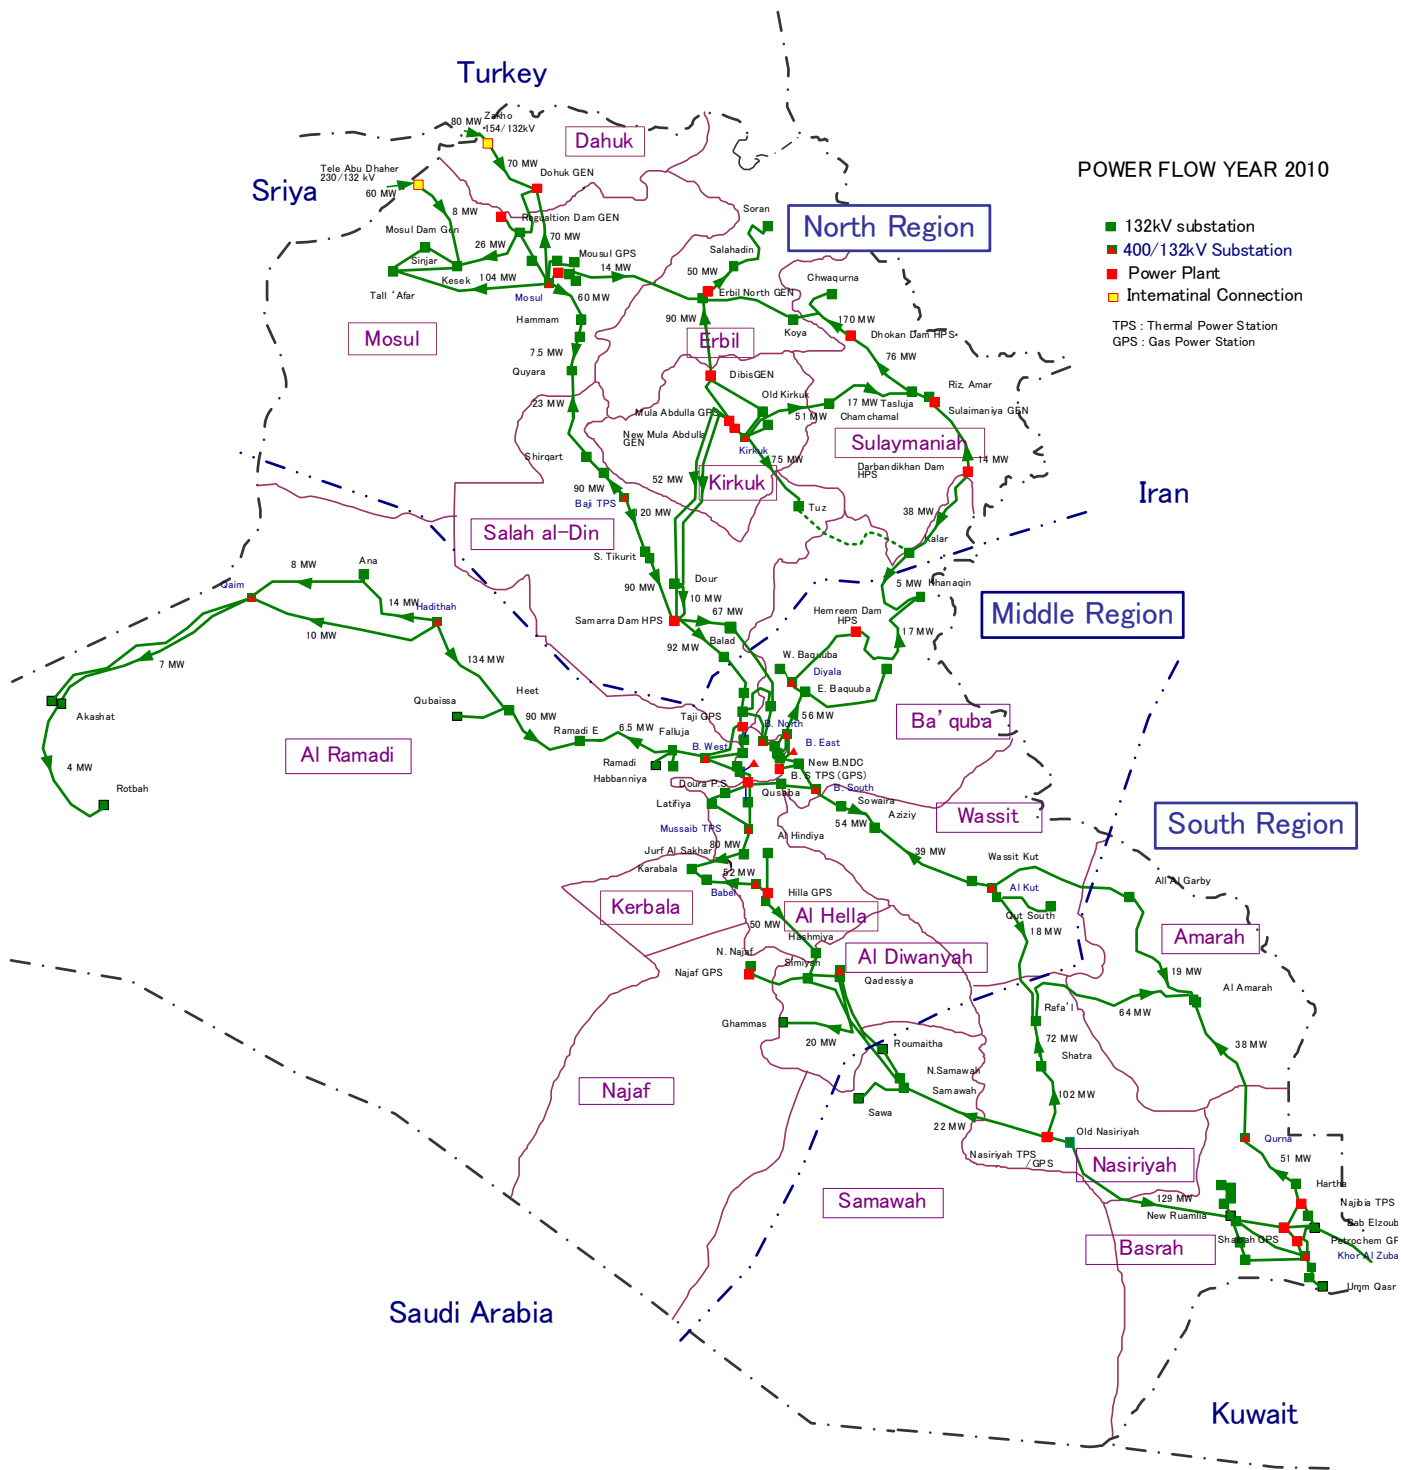 Turkey
80 MW
Zakho
154/132kV
Dahuk
70 MW
Dohuk GEN
Tele Abu Dhaher
230/132 kV
60 MW
Sriya
POWER FLOW YEAR 2010
132kV substation
400/132kV Substation
Power Plant
Internatinal Connection
TPS : Thermal Power Station
GPS : Gas Power Station
North Region
8 MW
Regualtion Dam GEN
Mosul Dam Gen
26 MW
70 MW
Soran
Salahadin
Sinjar
Kesek
104 MW
Tall 'Afar
Mousul GPS
14 MW
50 MW
Chwaqurna
Mosul
60 MW
Erbil North GEN
Hammam
90 MW
170 MW
Koya
Dhokan Dam HPS
Mosul
Erbil
7.5 MW
76 MW
Quyara
DibisGEN
Riz. Amar
23 MW
Old Kirkuk
17 MW
Tasluja
Sulaimaniya GEN
Mula Abdulla GPS
51 MW
Chamchamal
New Mula Abdulla
GEN
Kirkuk
Sulaymaniah
Shirqart
75 MW
Darbandikhan Dam
HPS
14 MW
52 MW
Kirkuk
90 MW
Baji TPS
120 MW
Tuz
38 MW
Iran
Salah al-Din
Kalar
S. Tikurit
8 MW
Ana
Qaim
90 MW
Dour
5 MW
Khanaqin
14 MW
Hadithah
10 MW
67 MW
Hemreem Dam
HPS
Middle Region
10 MW
Samarra Dam HPS
17 MW
92 MW
Balad
7 MW
134 MW
W. Baquuba
Diyala
E. Baquuba
Akashat
Qubaissa
Heet
90 MW
56 MW
Ba' quba
Taji GPS
B. North
Ramadi E
6.5 MW
Falluja
B. West
B. East
Al Ramadi
4 MW
Ramadi
Habbanniya
New B.NDC
B. S TPS (GPS)
Rotbah
Doura P.S.
Qusaba
B. South
Latifiya
Sowaira
Wassit
South Region
54 MW
Aziziy
Mussaib TPS
Al Hindiya
80 MW
Jurf Al Sakhar
39 MW
Wassit Kut
Karabala
52 MW
Babel
Hilla GPS
Al Kut
All Al Garby
Kerbala
Al Hella
Qut South
50 MW
18 MW
Amarah
Hashmiya
N. Najaf
Simiyah
Al Diwanyah
Najaf GPS
Qadessiya
19 MW
Al Amarah
Ghammas
Rafa'I
64 MW
20 MW
Roumaitha
72 MW
38 MW
Shatra
N.Samawah
Najaf
Samawah
102 MW
Sawa
22 MW
Old Nasiriyah
Qurna
Nasiriyah TPS
/GPS
Nasiriyah
51 MW
Hartha
Samawah
129 MW
Najibia TPS
New Ruamlia
Bab Elzoub
Shabah GPS
Petrochem GP
Basrah
Khor Al Zuba
Umm Qasr
Saudi Arabia
Kuwait